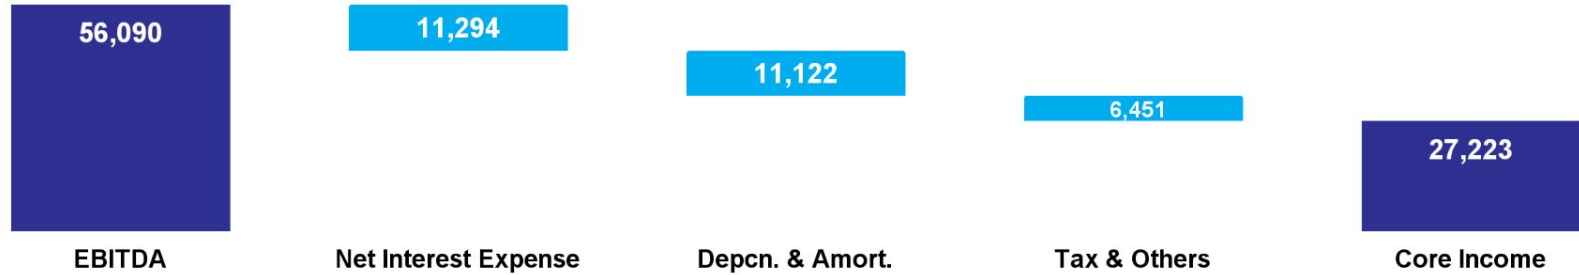 56,090
11,294
11,122
6,451
27,223
EBITDA
Net Interest Expense
Depcn. & Amort.
Tax & Others
Core Income